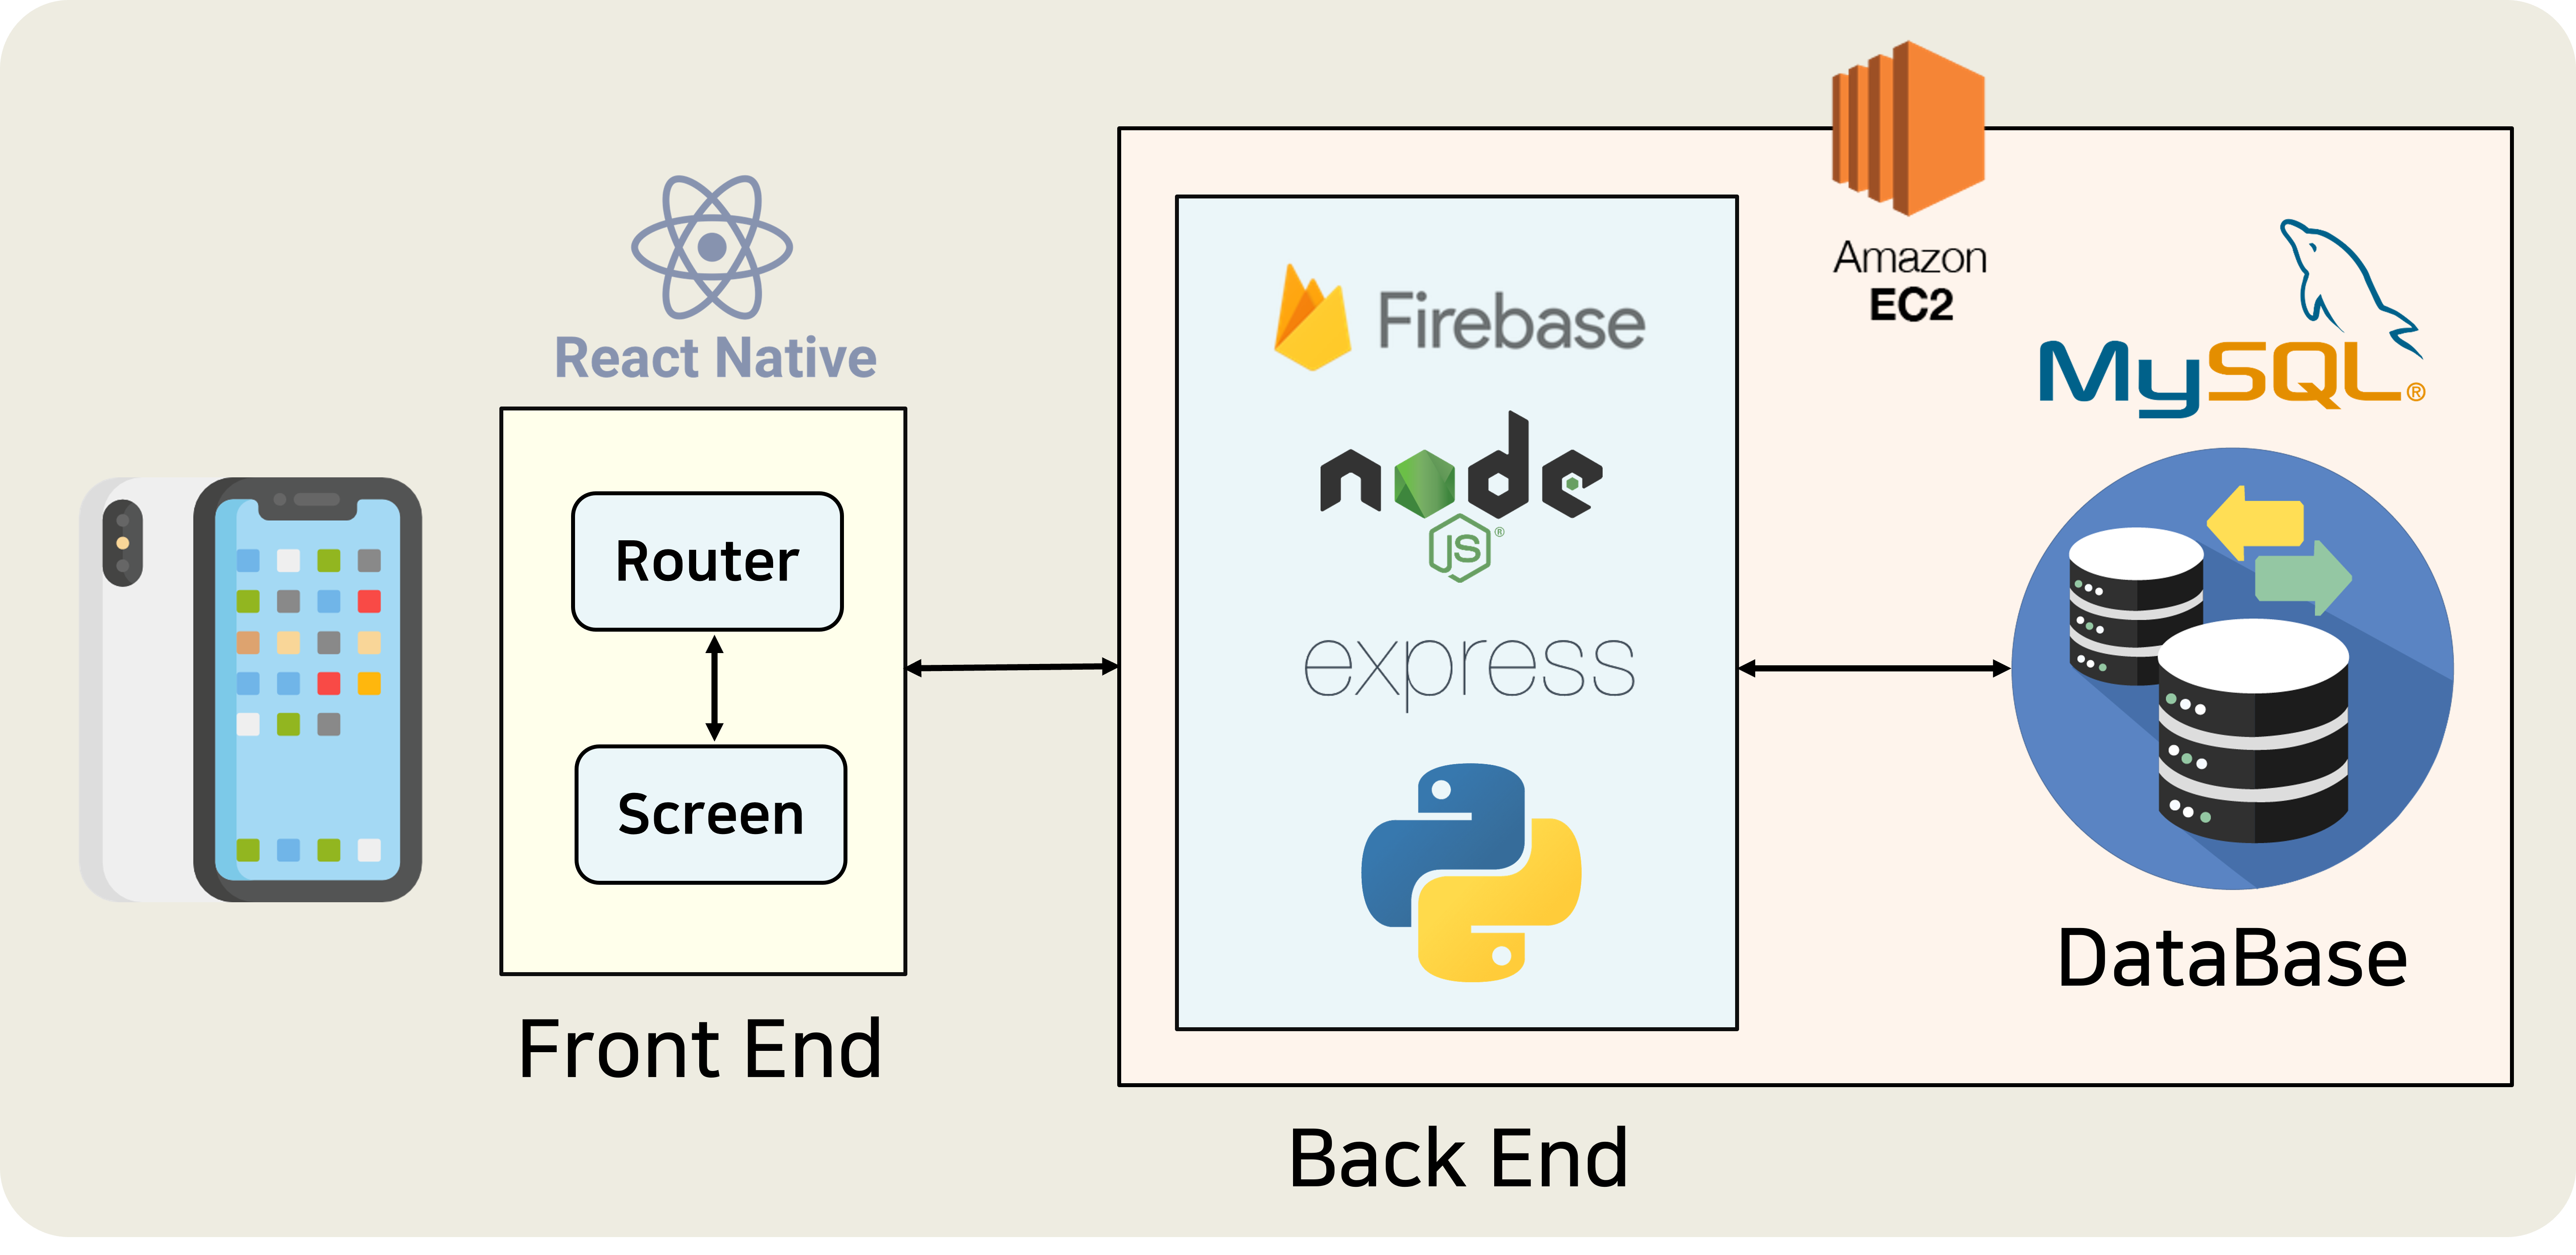 React Native
Router
Screen
Front End
Firebase
node
JS®
express
Back End
Amazon
EC2
MySQL®
DataBase